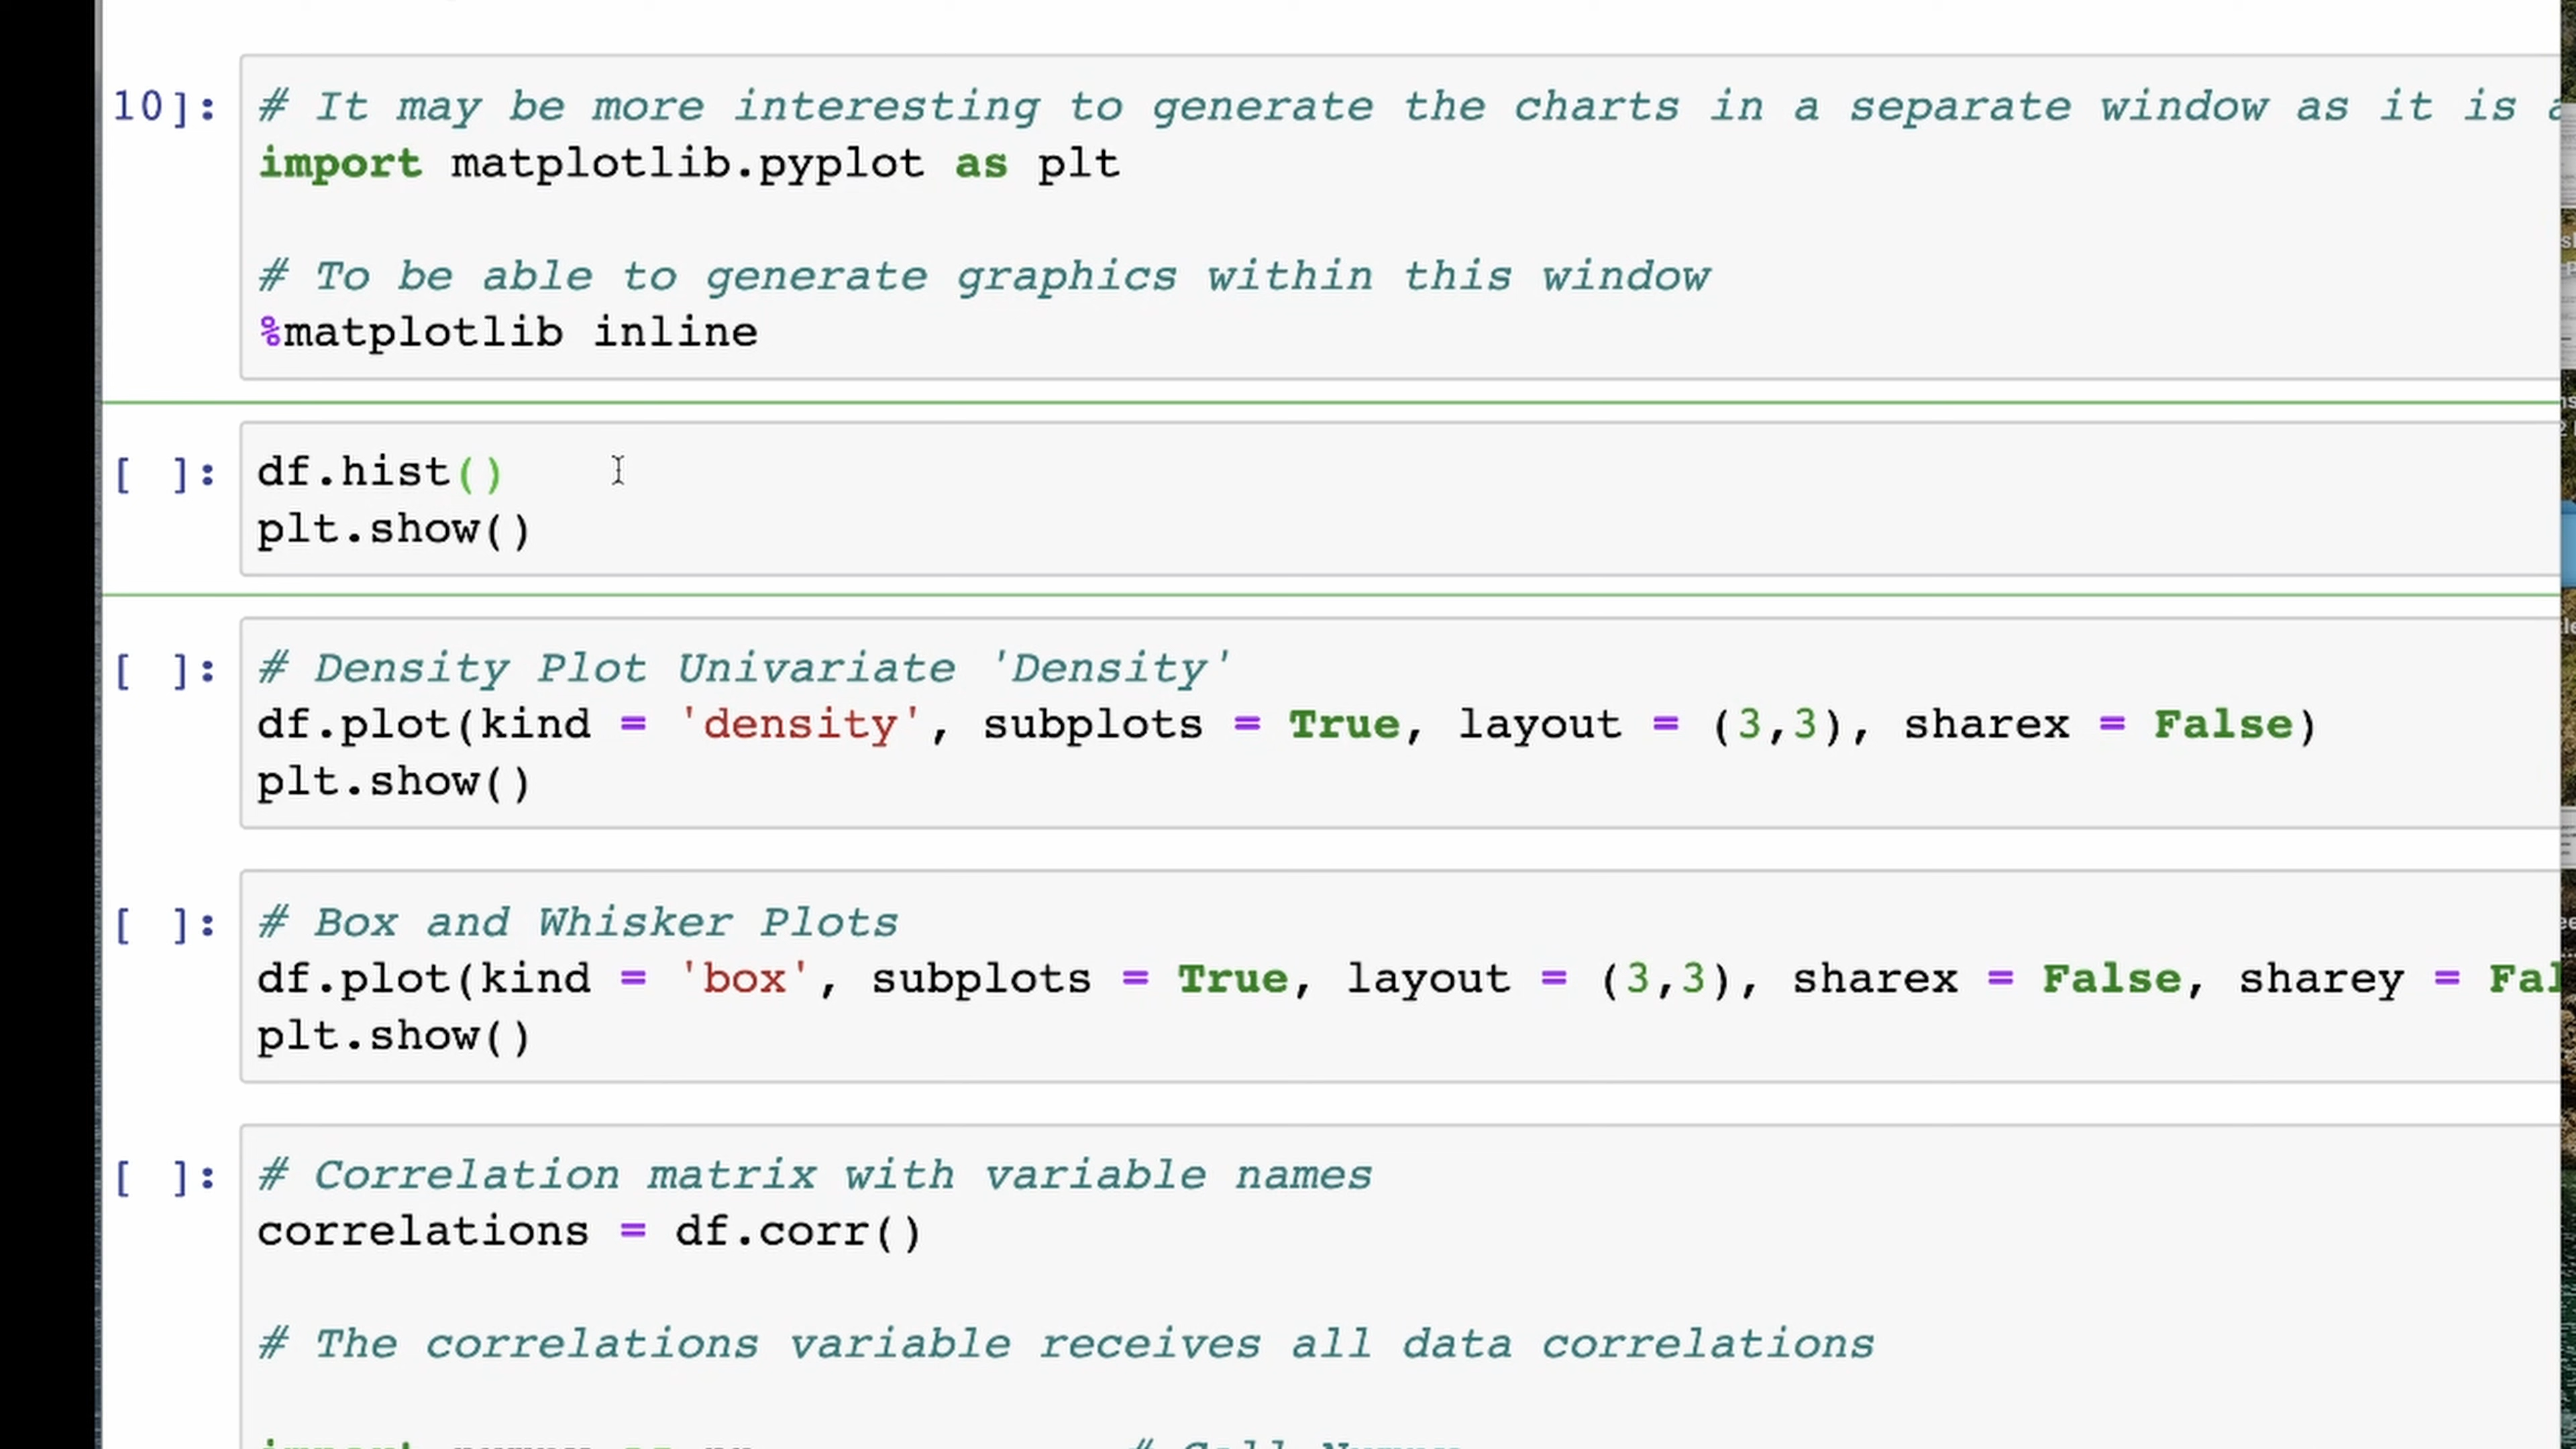 10]:
# It may be more interesting to generate the charts in a separate window as it is
import matplotlib.pyplot as plt
# To be able to generate graphics within this window
%matplotlib inline
[ ]:
df.hist()
plt.show()
[ ]:
# Density Plot Univariate 'Density'
df.plot(kind = 'density', subplots = True, layout = (3,3), sharex = False)
plt.show()
[ ]:
# Box and Whisker Plots
df.plot(kind = 'box', subplots = True, layout = (3,3), sharex = False, sharey = Fal
plt.show()
[ ]:
# Correlation matrix with variable names
correlations = df.corr()
# The correlations variable receives all data correlations